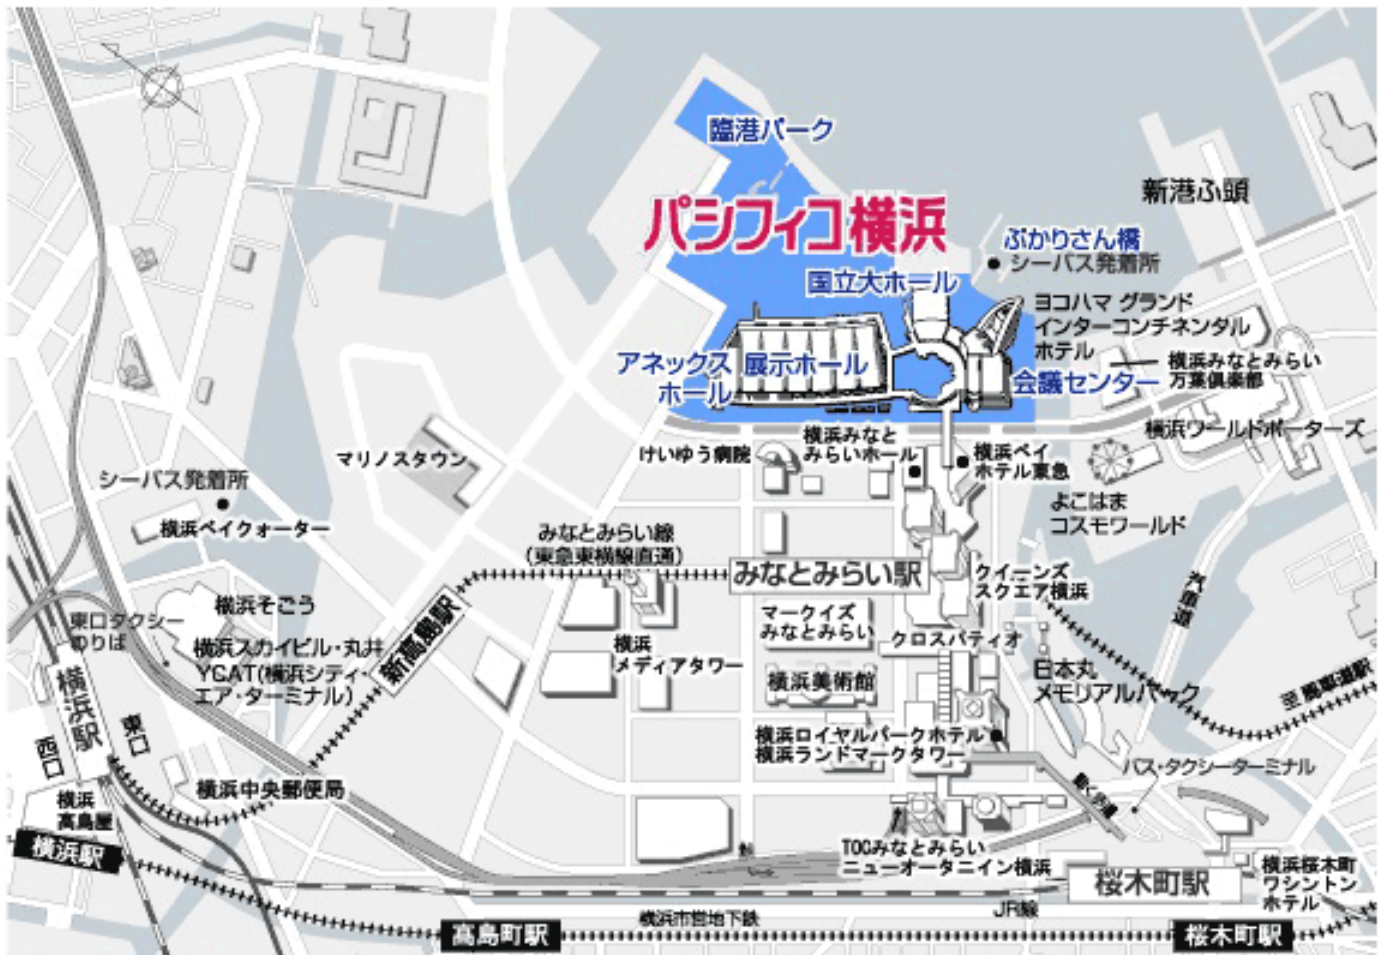 臨港パーク
パシフィコ横浜
新港ふ頭
ぷかりさん橋
シーバス発着所
国立大ホール
ヨコハマ グランド
インターコンチネンタル
ホテル
アネックス
ホール
展示ホール
会議センター
横浜みなとみらい
万葉倶楽部
横浜ワールドポーターズ
けいゆう病院
横浜みなと
みらいホール
横浜ベイ
ホテル東急
マリノスタウン
シーバス発着所
横浜ベイクォーター
よこはま
コスモワールド
みなとみらい線
(東急東横線直通)
みなとみらい駅
クイーンズ
スクエア横浜
汽車道
横浜そごう
東口タクシー
のりば
横浜スカイビル・丸井
YCAT(横浜シティ・
エア・ターミナル)
新高島駅
横浜
メディアタワー
マークイズ
みなとみらい
クロスパティオ
日本丸
メモリアルパーク
至馬車道駅
横浜美術館
横浜駅
東口
西口
横浜ロイヤルパークホテル
横浜ランドマークタワー
バス・タクシーターミナル
動く歩道
横浜中央郵便局
横浜
高島屋
横浜駅
TOCみなとみらい
ニューオータニイン横浜
桜木町駅
横浜桜木町
ワシントン
ホテル
JR線
横浜市営地下鉄
高島町駅
桜木町駅